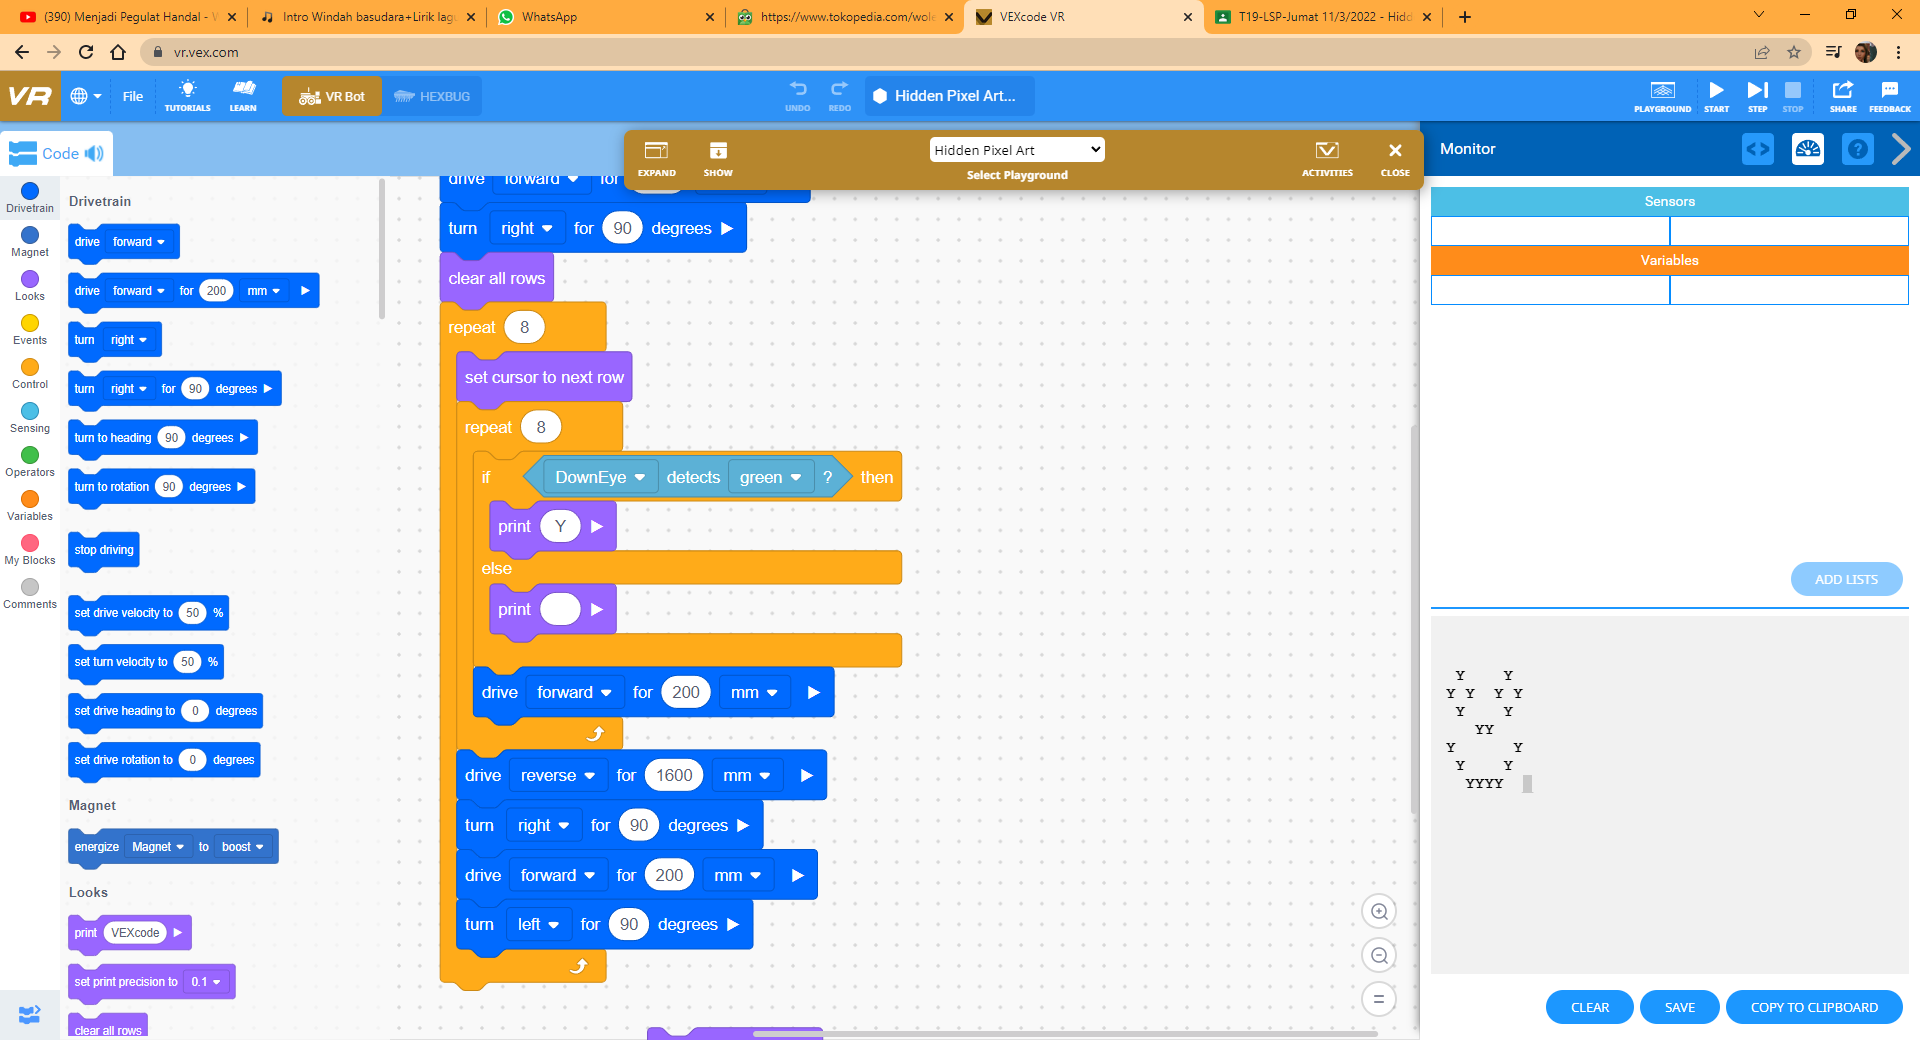 (390) Menjadi Pegulat Handal - W
Intro Windah basudara+Lirik lagu
WhatsApp
https://www.tokopedia.com/wole
VEXcode VR
T19-LSP-Jumat 11/3/2022 - Hidd
vr.vex.com
VR
File
TUTORIALS
LEARN
VR Bot
HEXBUG
UNDO
REDO
Hidden Pixel Art...
PLAYGROUND
START
STEP
STOP
SHARE
FEEDBACK
Code
EXPAND
SHOW
Hidden Pixel Art
Select Playground
ACTIVITIES
CLOSE
Monitor
Drivetrain
Magnet
Looks
Events
Control
Sensing
Operators
Variables
My Blocks
Comments
Drivetrain
drive forward
drive forward for 200 mm
turn right
turn right for 90 degrees
turn to heading 90 degrees
turn to rotation 90 degrees
stop driving
set drive velocity to 50 %
set turn velocity to 50 %
set drive heading to 0 degrees
set drive rotation to 0 degrees
Magnet
energize Magnet to boost
Looks
print VEXcode
set print precision to 0.1
clear all rows
drive forward for
turn right for 90 degrees
clear all rows
repeat 8
set cursor to next row
repeat 8
if DownEye detects green ? then
print Y
else
print
drive forward for 200 mm
drive reverse for 1600 mm
turn right for 90 degrees
drive forward for 200 mm
turn left for 90 degrees
Sensors
Variables
ADD LISTS
Y    Y
Y Y  Y Y
Y    Y
YY
Y      Y
Y    Y
YYYY
CLEAR
SAVE
COPY TO CLIPBOARD